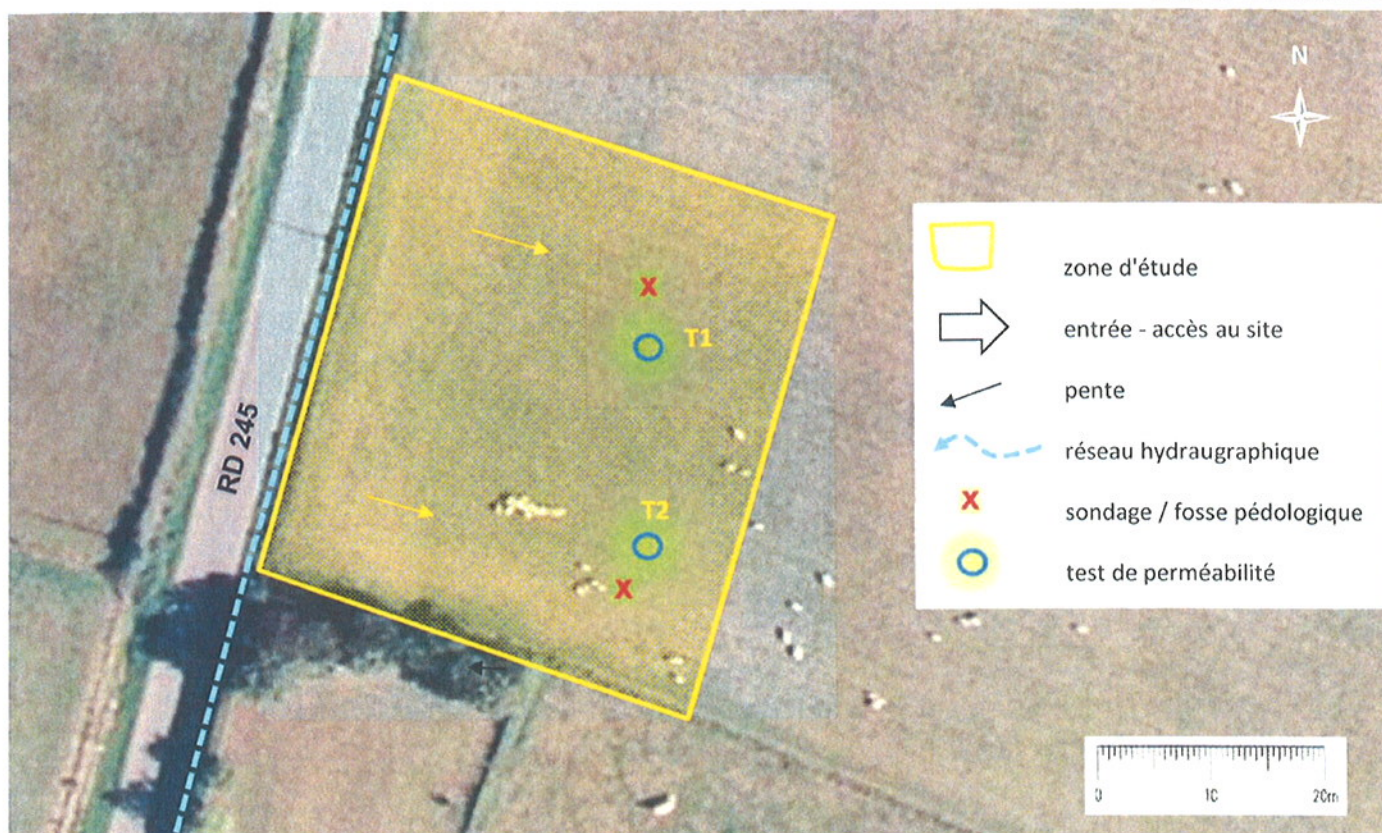 N
zone d'étude
entrée - accès au site
pente
réseau hydraugraphique
X sondage / fosse pédologique
test de perméabilité
X
T1
RD 245
T2
X
0 10 20m